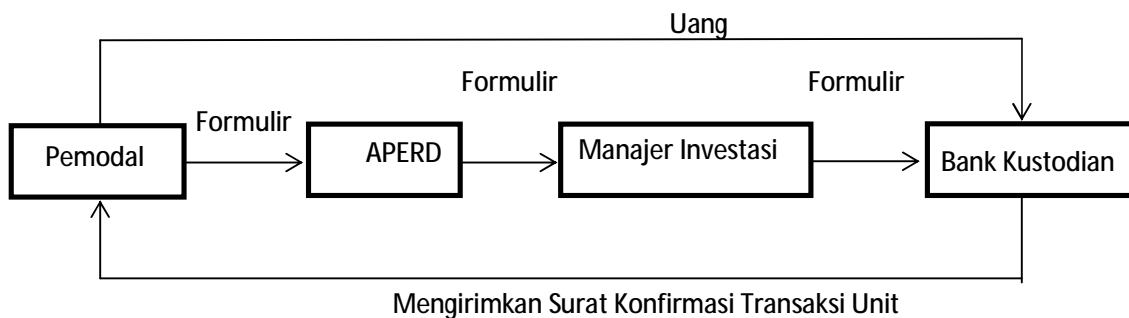 Uang
Formulir
Formulir
Formulir
Pemodal
APERD
Manajer Investasi
Bank Kustodian
Mengirimkan Surat Konfirmasi Transaksi Unit